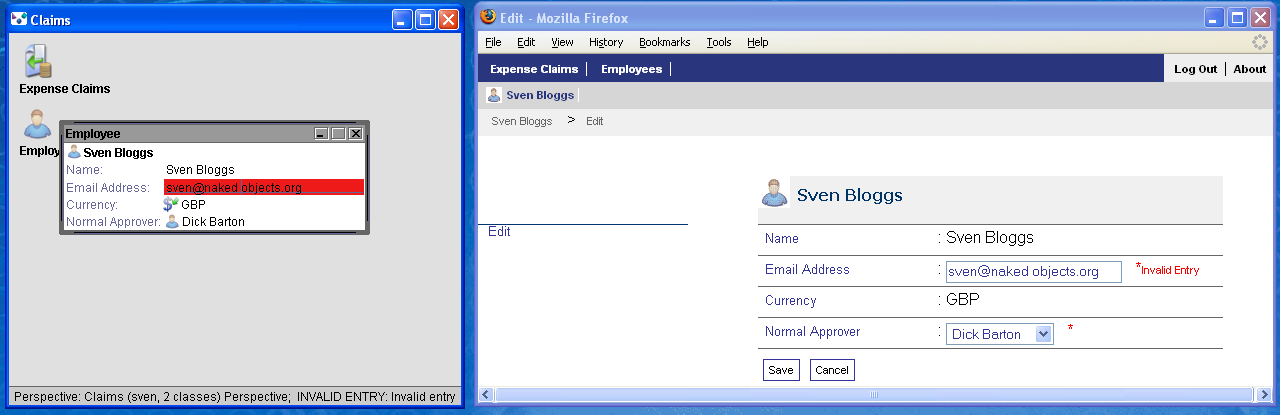 Claims
Expense Claims
Employ
Employee
Sven Bloggs
Name: Sven Bloggs
Email Address: sven@naked objects.org
Currency: GBP
Normal Approver: Dick Barton
Perspective: Claims (sven, 2 classes) Perspective; INVALID ENTRY: Invalid entry
Edit - Mozilla Firefox
File Edit View History Bookmarks Tools Help
Expense Claims Employees Log Out About
Sven Bloggs
Sven Bloggs > Edit
Sven Bloggs
Edit
Name : Sven Bloggs
Email Address : sven@naked objects.org *Invalid Entry
Currency : GBP
Normal Approver : Dick Barton *
Save Cancel